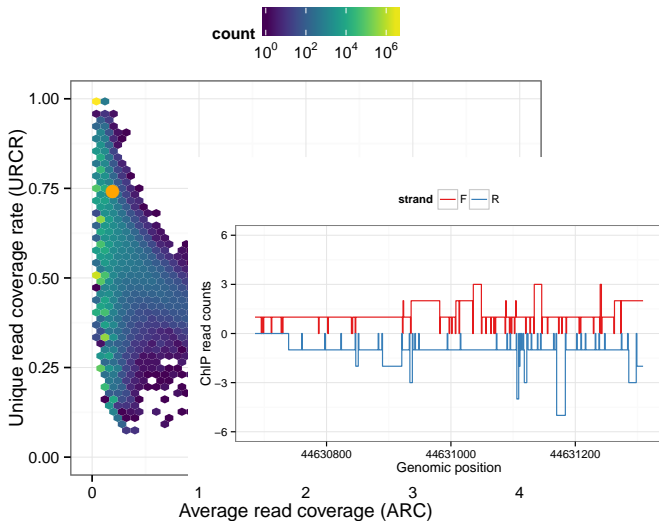 count
10^0 10^2 10^4 10^6
Unique read coverage rate (URCR)
1.00
0.75
0.50
0.25
0.00
0 1 2 3 4
Average read coverage (ARC)
strand F R
ChIP read counts
6
3
0
−3
−6
44630800 44631000 44631200
Genomic position